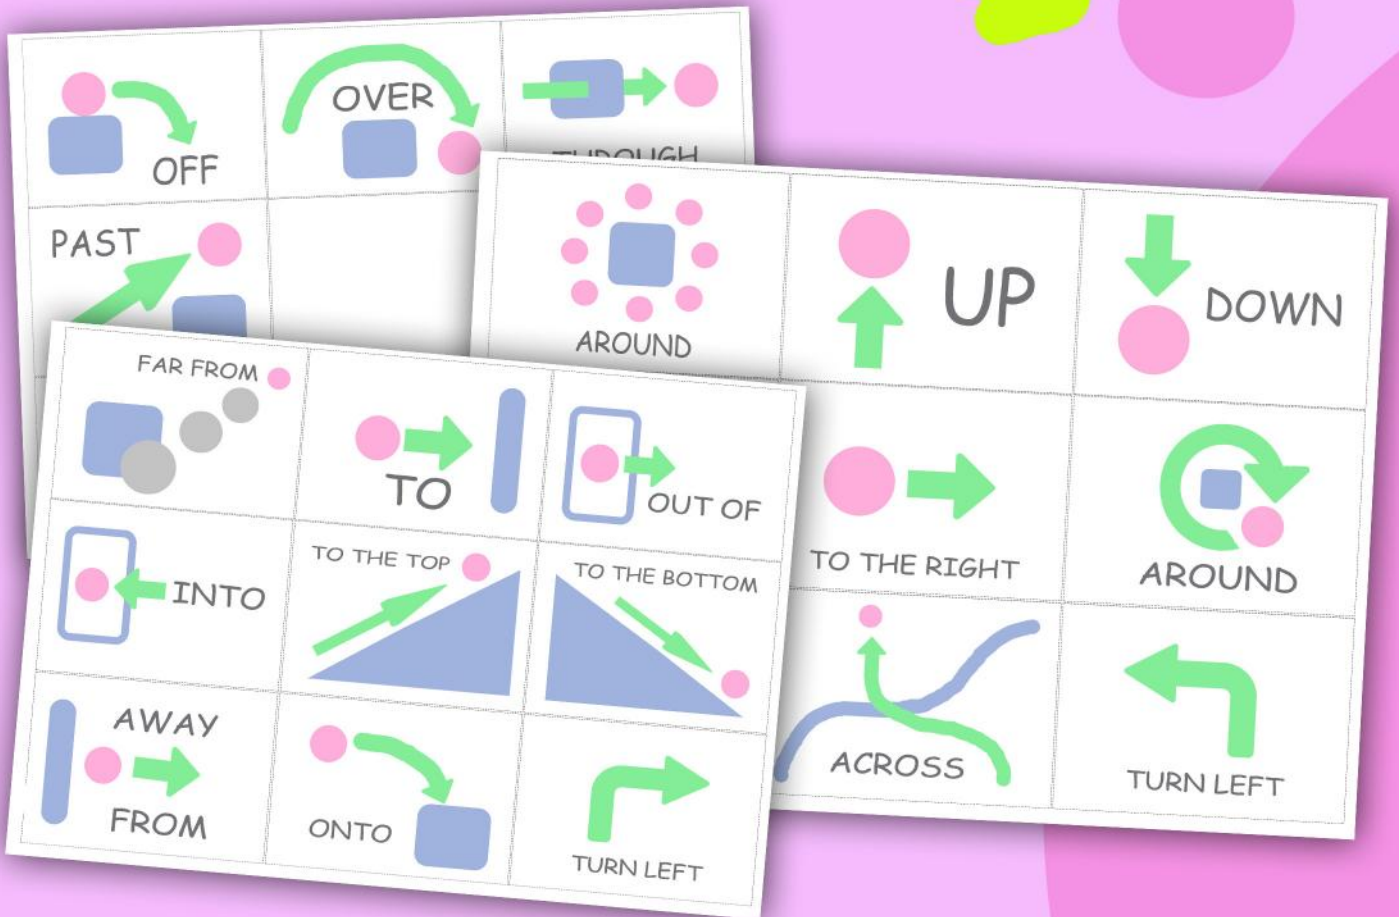 OFF
OVER
THROUGH
PAST
AROUND
UP
DOWN
TO THE RIGHT
AROUND
ACROSS
TURN LEFT
FAR FROM
TO
OUT OF
INTO
TO THE TOP
TO THE BOTTOM
AWAY
FROM
ONTO
TURN LEFT